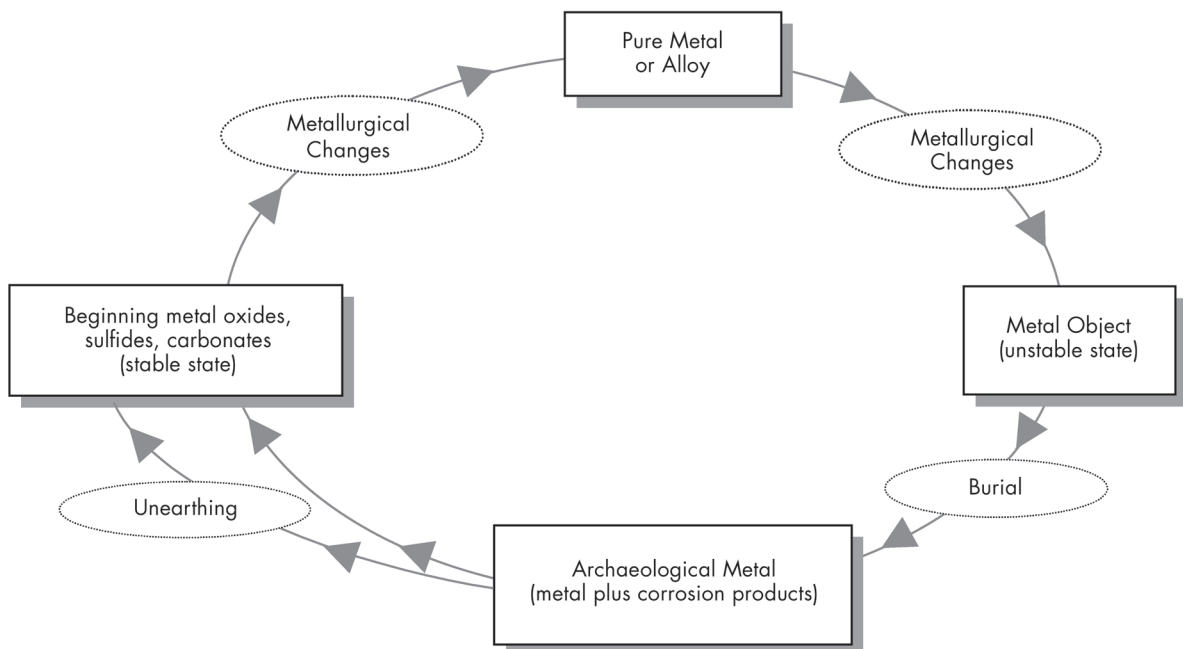 Pure Metal
or Alloy
Metallurgical
Changes
Metallurgical
Changes
Beginning metal oxides,
sulfides, carbonates
(stable state)
Metal Object
(unstable state)
Unearthing
Burial
Archaeological Metal
(metal plus corrosion products)